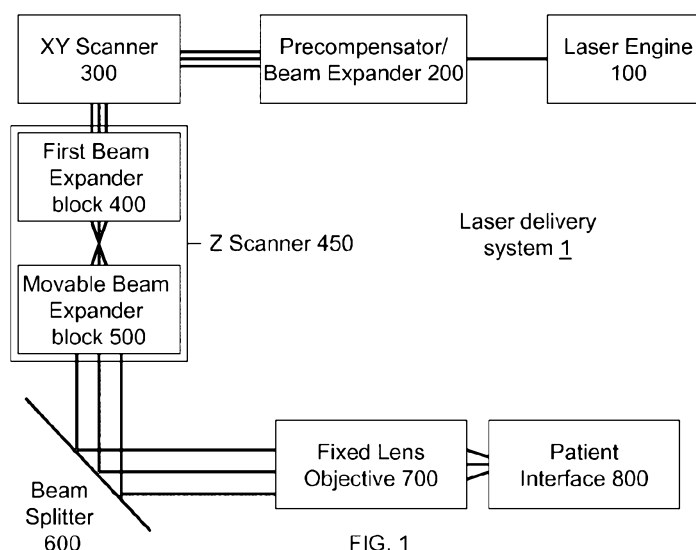 XY Scanner
300
Precompensator/
Beam Expander 200
Laser Engine
100
First Beam
Expander
block 400
Z Scanner 450
Laser delivery
system 1
Movable Beam
Expander
block 500
Fixed Lens
Objective 700
Patient
Interface 800
Beam
Splitter
600
FIG. 1